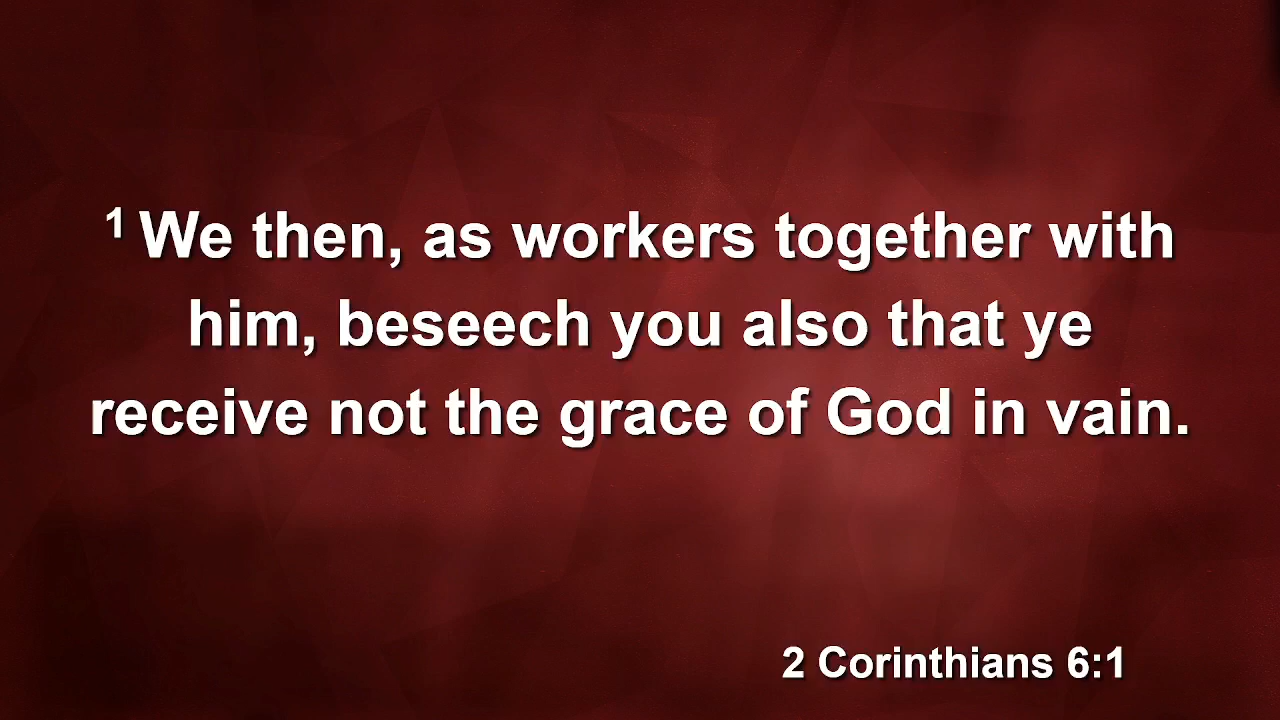 1 We then, as workers together with
him, beseech you also that ye
receive not the grace of God in vain.
2 Corinthians 6:1